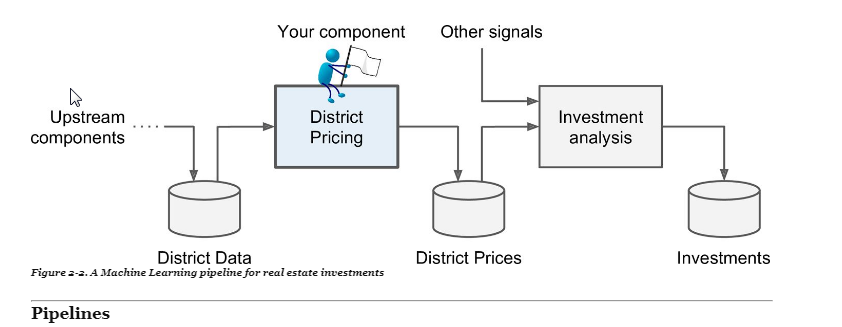 Your component
Other signals
Upstream
components
District
Pricing
Investment
analysis
District Data
District Prices
Investments
Figure 2-2. A Machine Learning pipeline for real estate investments
Pipelines